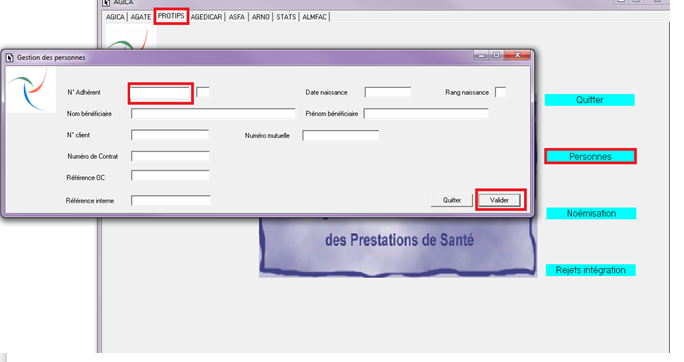 AGICA
AGICA AGATE PROTIPS AGEDICAR ASFA ARNO STATS ALMFAC
Gestion des personnes
N° Adhérent Date naissance Rang naissance
Nom bénéficiaire Prénom bénéficiaire
N° client Numéro mutuelle
Numéro de Contrat
Référence OC
Référence interne
Quitter Valider
Quitter
Personnes
Noémisation
Rejets intégration
des Prestations de Santé